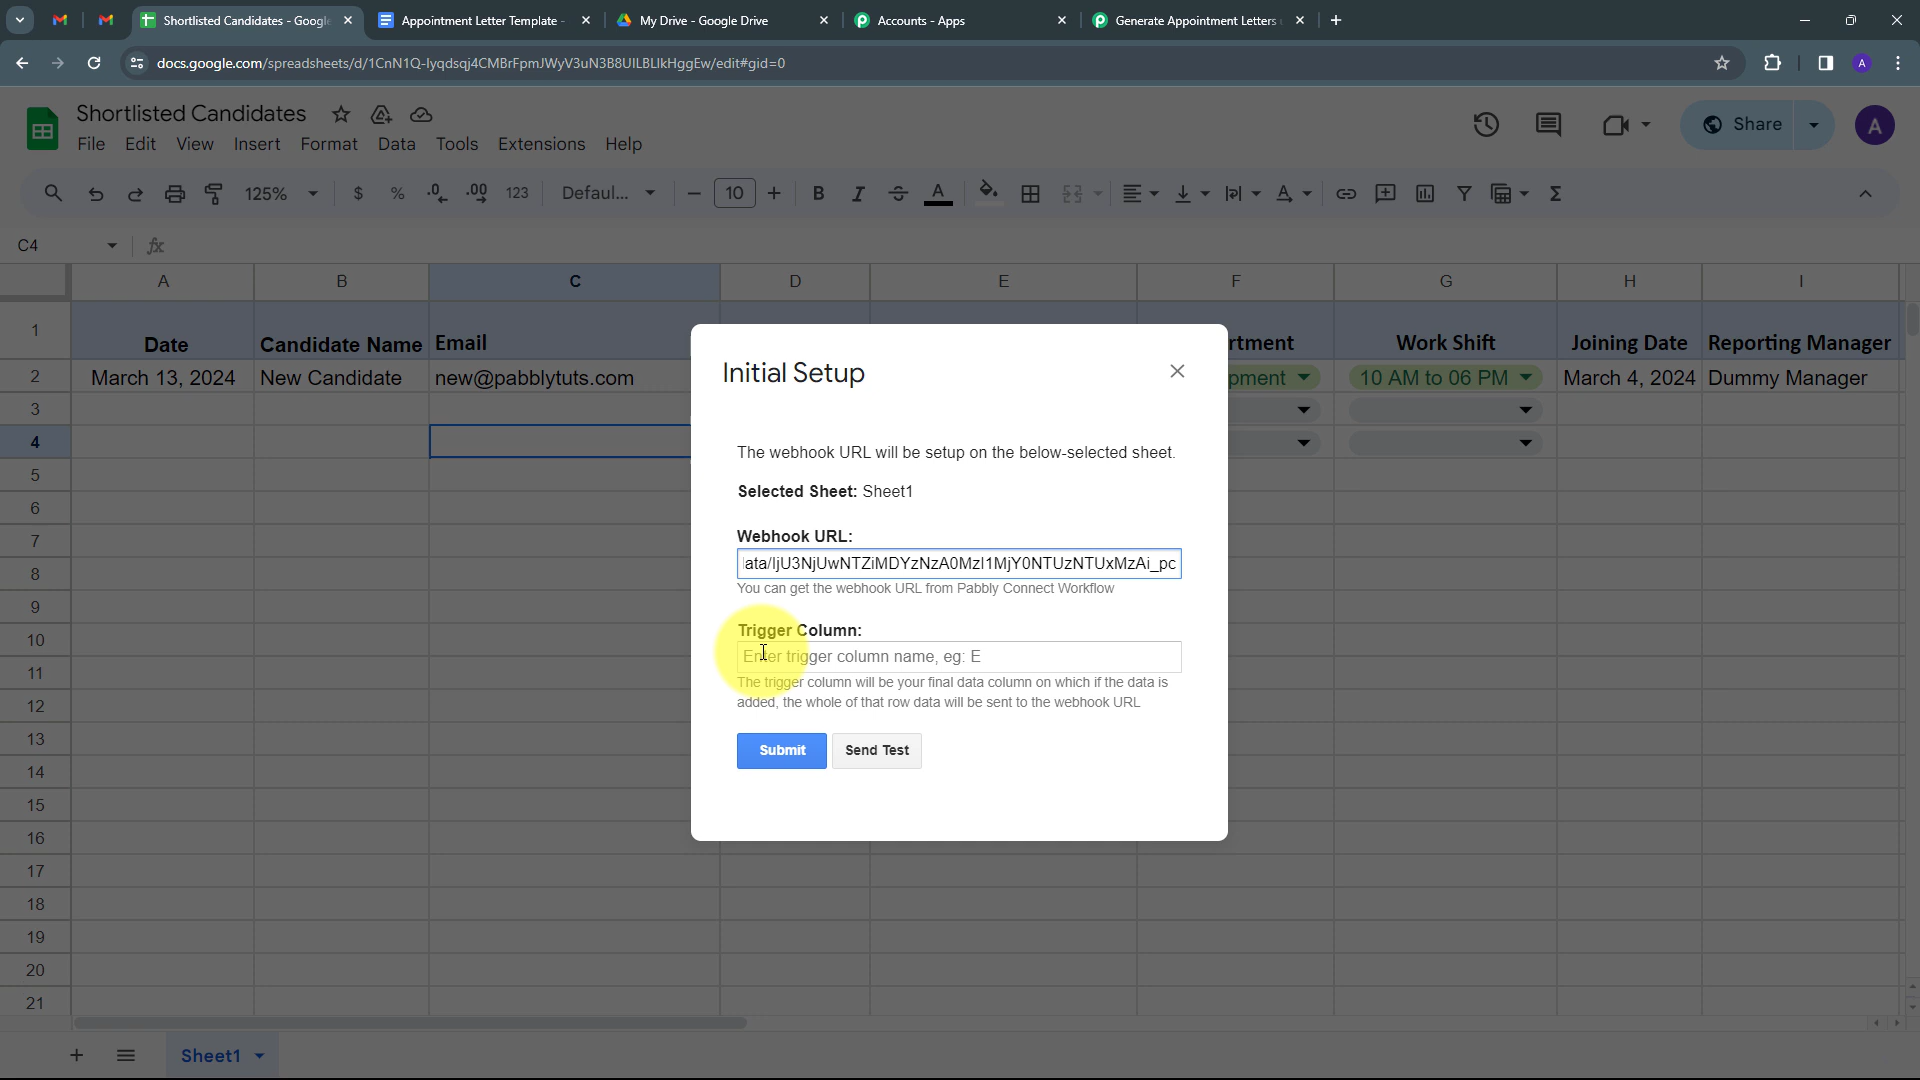 Shortlisted Candidates - Google
Appointment Letter Template -
My Drive - Google Drive
Accounts - Apps
Generate Appointment Letters
docs.google.com/spreadsheets/d/1CnN1Q-lyqdsqj4CMBrFpmJWyV3uN3B8UILBLlkHggEw/edit#gid=0
A
Shortlisted Candidates
Share
A
File Edit View Insert Format Data Tools Extensions Help
125% $ % .0 .00 123 Defaul... 10 B I A
C4 fx
A B C D E F G H I
1 Date Candidate Name Email rtment Work Shift Joining Date Reporting Manager
2 March 13, 2024 New Candidate new@pabblytuts.com pment 10 AM to 06 PM March 4, 2024 Dummy Manager
3
4
5
6
7
8
9
10
11
12
13
14
15
16
17
18
19
20
21
Initial Setup
The webhook URL will be setup on the below-selected sheet.
Selected Sheet: Sheet1
Webhook URL:
ata/IjU3NjUwNTZiMDYzNzA0MzI1MjY0NTUzNTUxMzAi_pc
You can get the webhook URL from Pabbly Connect Workflow
Trigger Column:
Enter trigger column name, eg: E
The trigger column will be your final data column on which if the data is
added, the whole of that row data will be sent to the webhook URL
Submit Send Test
Sheet1